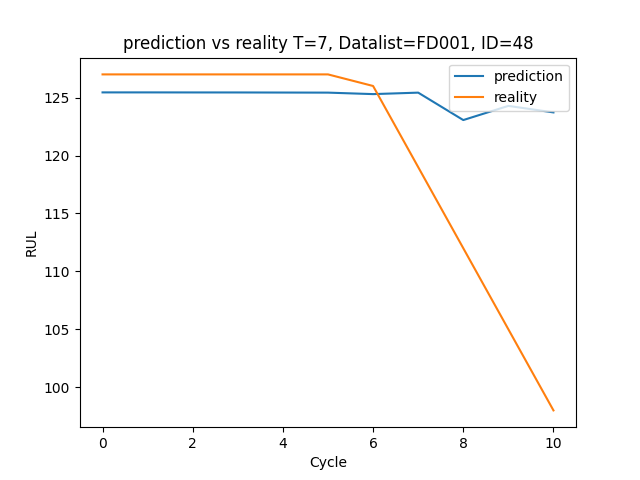 prediction vs reality T=7, Datalist=FD001, ID=48
prediction
reality
125
120
115
110
105
100
RUL
0 2 4 6 8 10
Cycle